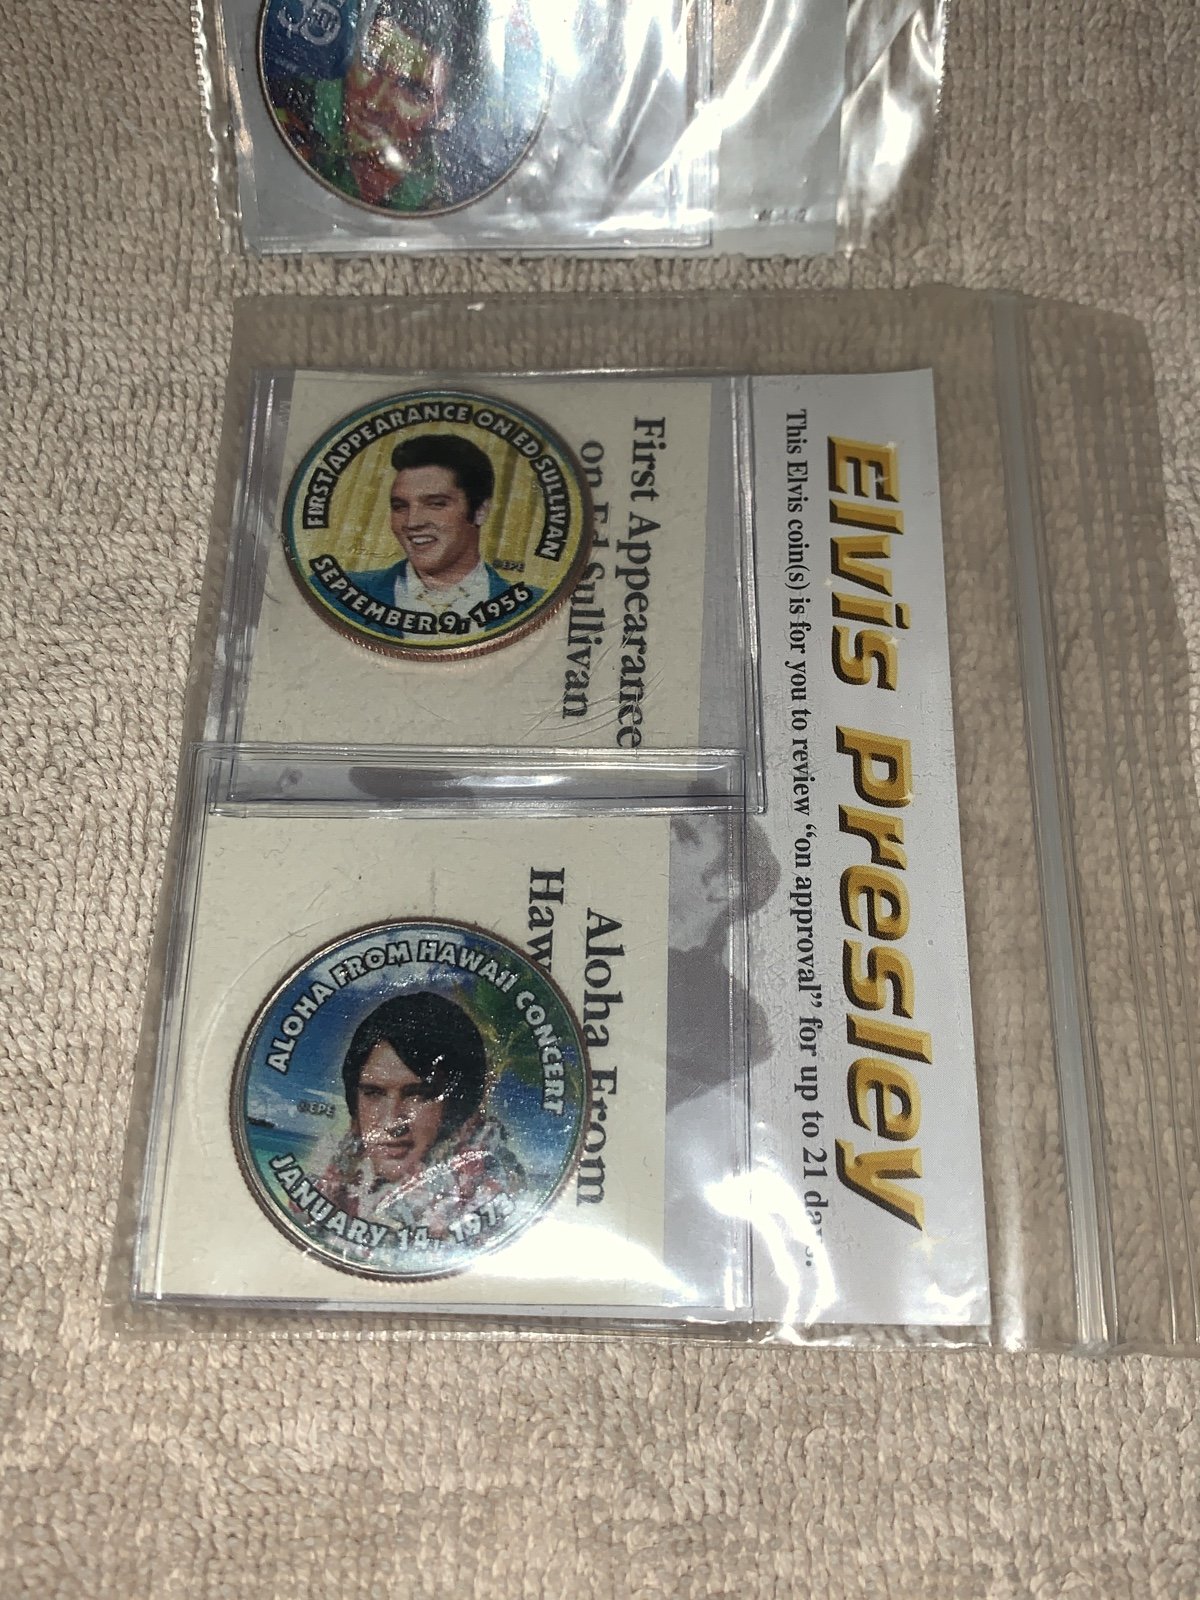 Elvis Presley
This Elvis coin(s) is for you to review “on approval” for up to 21 days.
First Appearance
on Ed Sullivan
FIRST APPEARANCE ON ED SULLIVAN
©EPE
SEPTEMBER 9, 1956
Aloha From
ALOHA FROM HAWAII CONCERT
©EPE
JANUARY 14, 1973